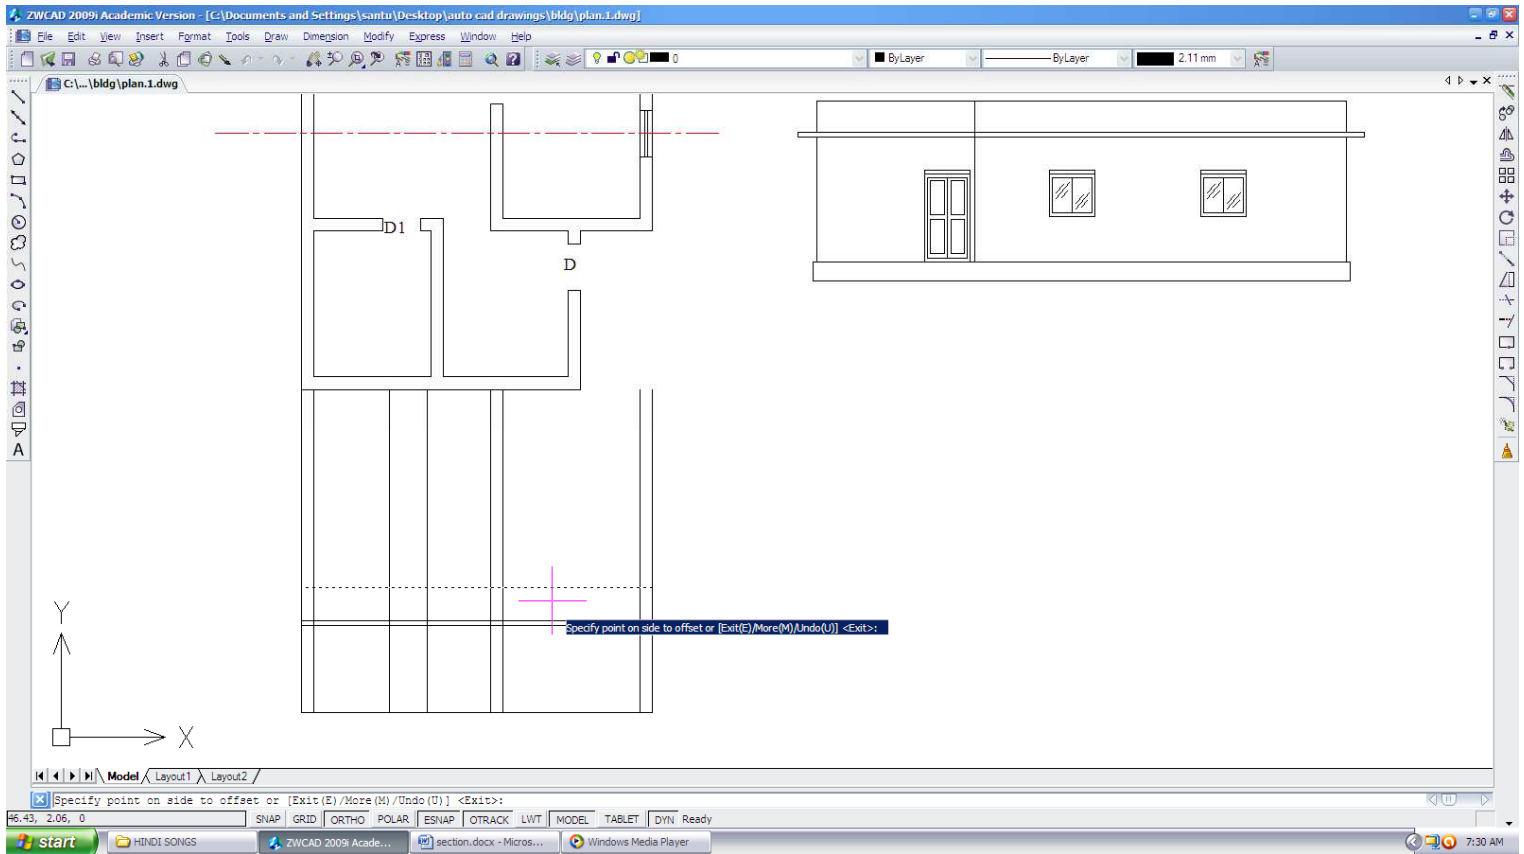 ZWCAD 2009i Academic Version - [C:\Documents and Settings\santu\Desktop\auto cad drawings\bldg\plan.1.dwg]
File Edit View Insert Format Tools Draw Dimension Modify Express Window Help
0 ByLayer ByLayer 2.11 mm
C:\...\bldg\plan.1.dwg
D1
D
Specify point on side to offset or [Exit(E)/More(M)/Undo(U)] <Exit>:
Y
X
A
Model Layout1 Layout2
Specify point on side to offset or [Exit(E)/More(M)/Undo(U)] <Exit>:
46.43, 2.06, 0 SNAP GRID ORTHO POLAR ESNAP OTRACK LWT MODEL TABLET DYN Ready
start HINDI SONGS ZWCAD 2009i Acade... section.docx - Micros... Windows Media Player 7:30 AM